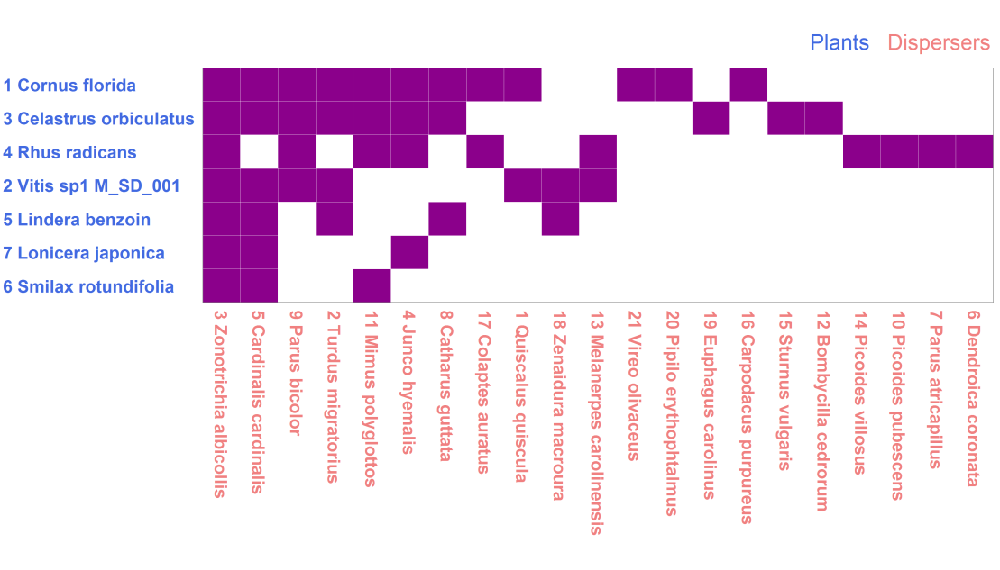 Plants Dispersers
1 Cornus florida
3 Celastrus orbiculatus
4 Rhus radicans
2 Vitis sp1 M_SD_001
5 Lindera benzoin
7 Lonicera japonica
6 Smilax rotundifolia
3 Zonotrichia albicollis
5 Cardinalis cardinalis
9 Parus bicolor
2 Turdus migratorius
11 Mimus polyglottos
4 Junco hyemalis
8 Catharus guttata
17 Colaptes auratus
1 Quiscalus quiscula
18 Zenaidura macroura
13 Melanerpes carolinensis
21 Vireo olivaceus
20 Pipilo erythophtalmus
19 Euphagus carolinus
16 Carpodacus purpureus
15 Sturnus vulgaris
12 Bombycilla cedrorum
14 Picoides villosus
10 Picoides pubescens
7 Parus atricapillus
6 Dendroica coronata